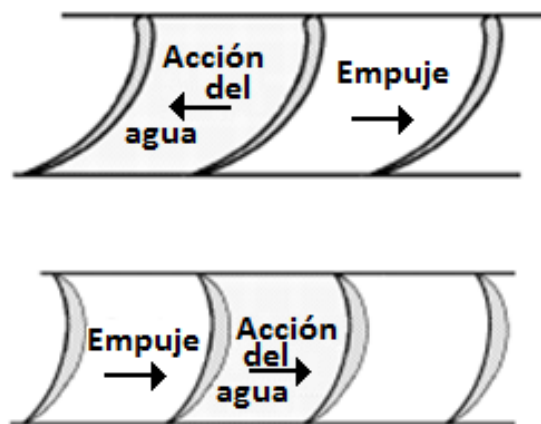 Acción
del
agua
Empuje
Empuje
Acción
del
agua